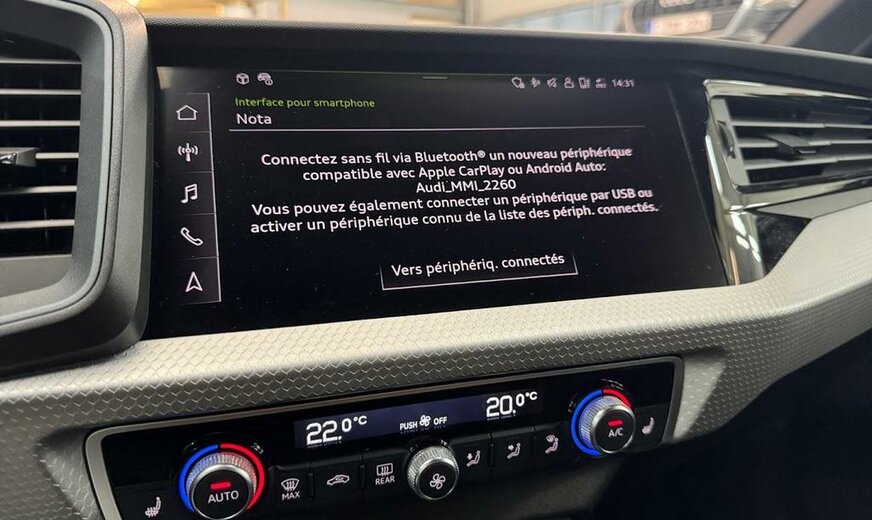 14:31
Interface pour smartphone
Nota
Connectez sans fil via Bluetooth® un nouveau périphérique
compatible avec Apple CarPlay ou Android Auto:
Audi_MMI_2260
Vous pouvez également connecter un périphérique par USB ou
activer un périphérique connu de la liste des périph. connectés.
Vers périphériq. connectés
22.0°C
PUSH OFF
20.0°C
AUTO
MAX
REAR
A/C